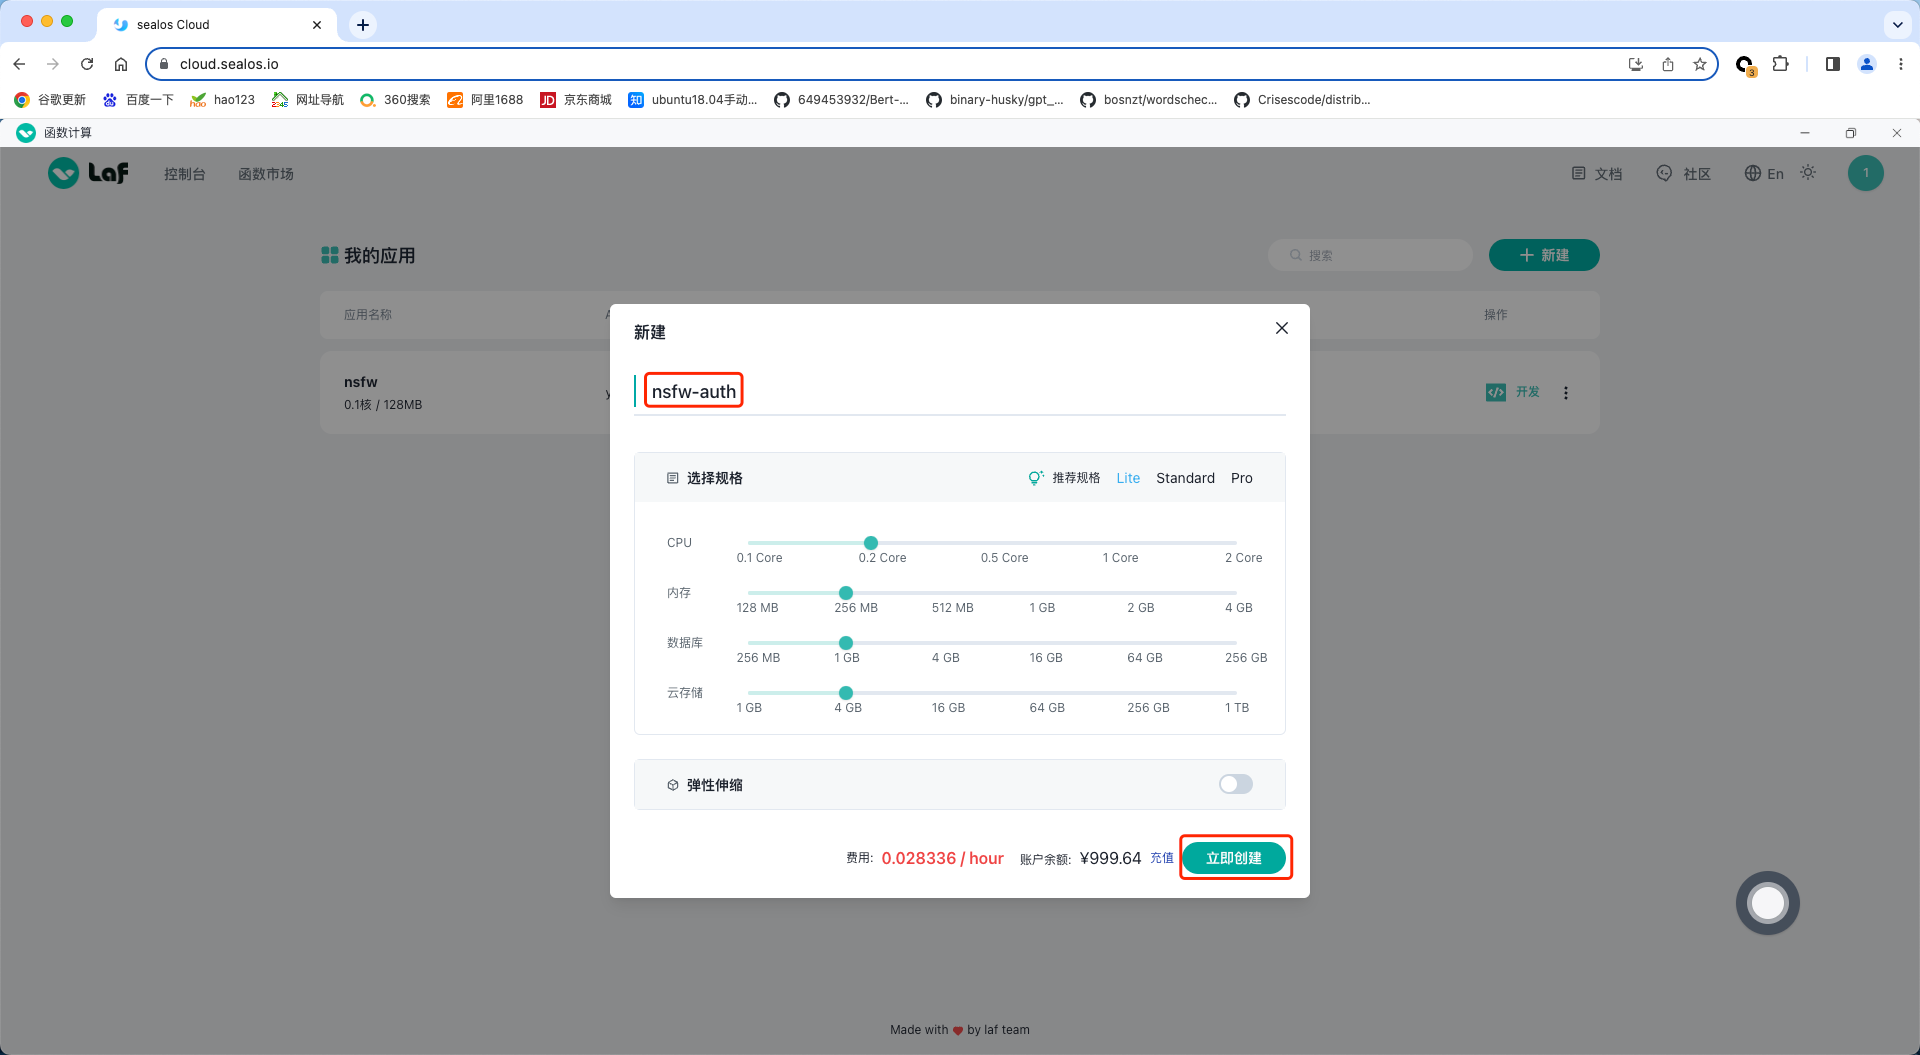 sealos Cloud
cloud.sealos.io
3
谷歌更新 百度一下 hao123 网址导航 360搜索 阿里1688 京东商城 ubuntu18.04手动... 649453932/Bert-... binary-husky/gpt_... bosnzt/wordschec... Crisescode/distrib...
函数计算
Laf 控制台 函数市场 文档 社区 En 1
我的应用 搜索 新建
应用名称 操作
nsfw
0.1核 / 128MB 开发
新建
nsfw-auth
选择规格 推荐规格 Lite Standard Pro
CPU
0.1 Core 0.2 Core 0.5 Core 1 Core 2 Core
内存
128 MB 256 MB 512 MB 1 GB 2 GB 4 GB
数据库
256 MB 1 GB 4 GB 16 GB 64 GB 256 GB
云存储
1 GB 4 GB 16 GB 64 GB 256 GB 1 TB
弹性伸缩
费用: 0.028336 / hour 账户余额: ¥999.64 充值 立即创建
Made with by laf team